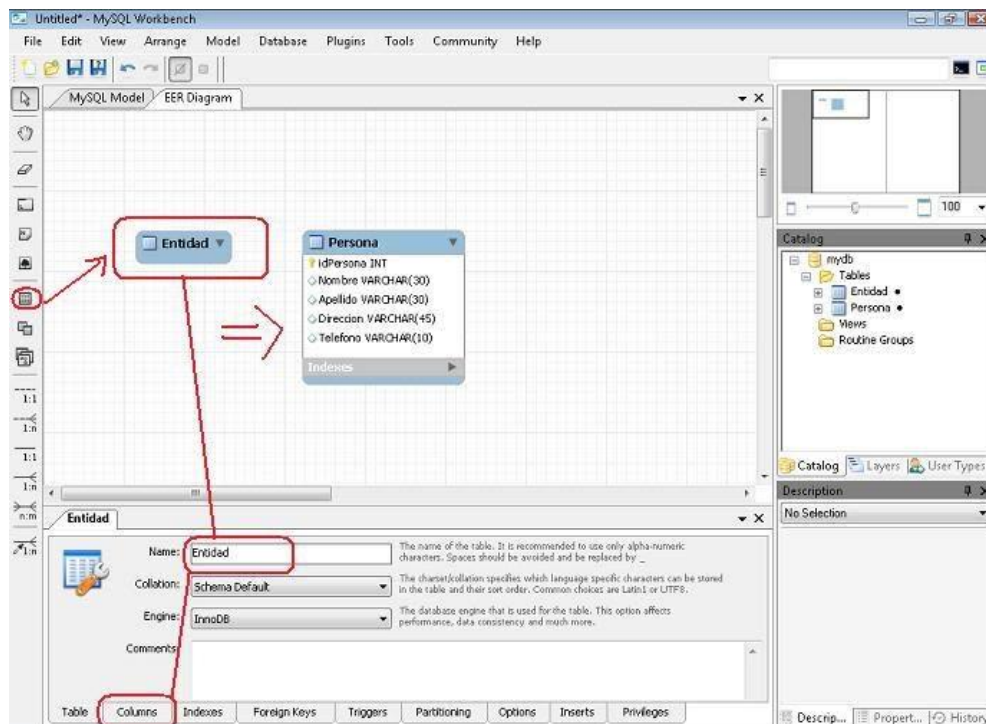 Untitled* - MySQL Workbench
File Edit View Arrange Model Database Plugins Tools Community Help
MySQL Model EER Diagram
Entidad
Persona
idPersona INT
Nombre VARCHAR(30)
Apellido VARCHAR(30)
Direccion VARCHAR(45)
Telefono VARCHAR(10)
Indexes
1:1
1:n
1:1
1:n
n:m
1:n
100
Catalog
mydb
Tables
Entidad
Persona
Views
Routine Groups
Catalog Layers User Types
Description
No Selection
Entidad
Name: Entidad
The name of the table. It is recommended to use only alpha-numeric
characters. Spaces should be avoided and be replaced by _
Collation: Schema Default
The charset/collation specifies which language specific characters can be stored
in the table and their sort order. Common choices are Latin1 or UTF8.
Engine: InnoDB
The database engine that is used for the table. This option affects
performance, data consistency and much more.
Comments
Table Columns Indexes Foreign Keys Triggers Partitioning Options Inserts Privileges
Descrip... Propert... History